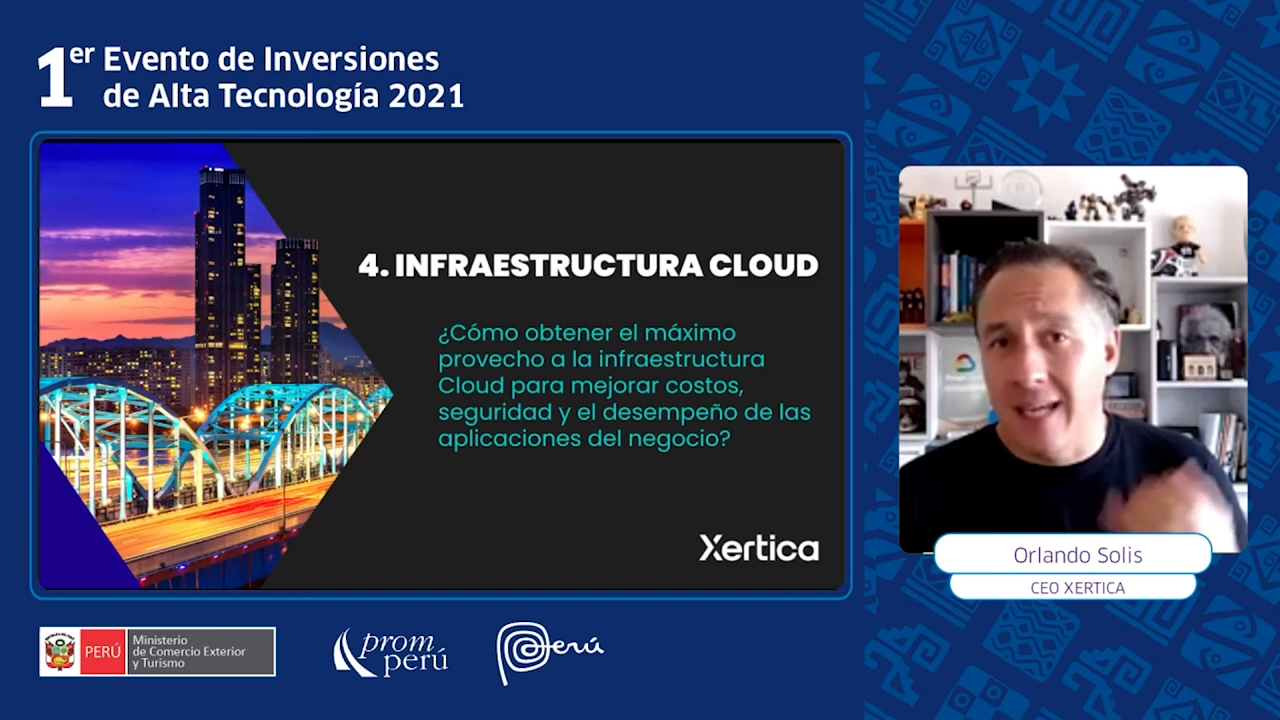 1er Evento de Inversiones
de Alta Tecnología 2021
4. INFRAESTRUCTURA CLOUD
¿Cómo obtener el máximo
provecho a la infraestructura
Cloud para mejorar costos,
seguridad y el desempeño de las
aplicaciones del negocio?
Xertica
Orlando Solis
CEO XERTICA
PERÚ
Ministerio
de Comercio Exterior
y Turismo
prom
perú
Perú